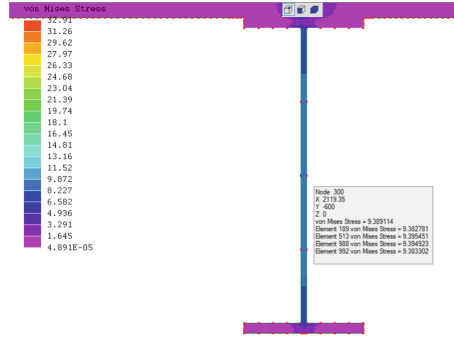 von Mises Stress
32.91
31.26
29.62
27.97
26.33
24.68
23.04
21.39
19.74
18.1
16.45
14.81
13.16
11.52
9.872
8.227
6.582
4.936
3.291
1.645
4.891E-05
Node 300
X 2119.35
Y -600
Z 0
von Mises Stress = 9.389114
Element 189 von Mises Stress = 9.382781
Element 513 von Mises Stress = 9.395451
Element 988 von Mises Stress = 9.394923
Element 992 von Mises Stress = 9.383302